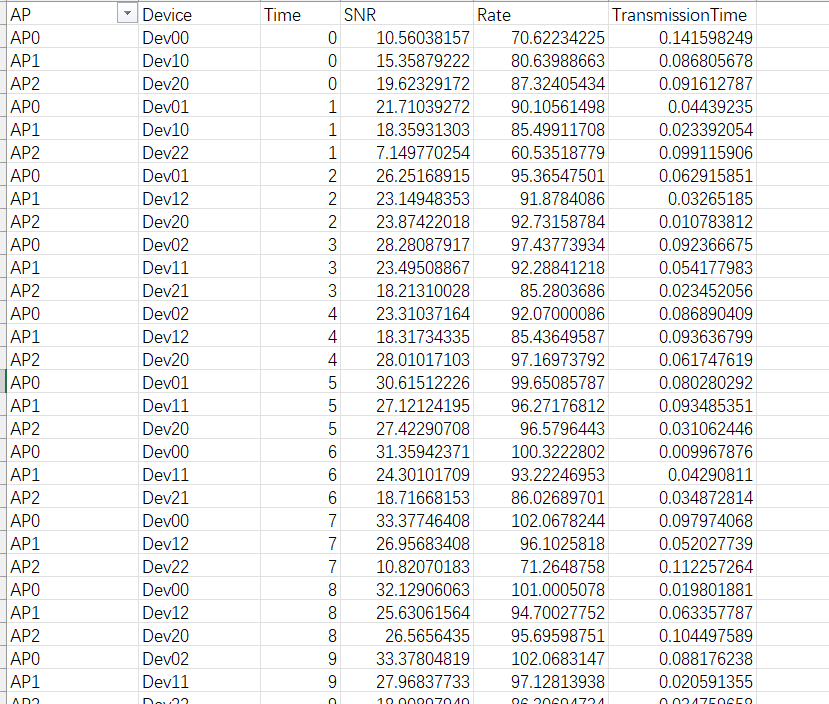 AP Device Time SNR Rate TransmissionTime
AP0 Dev00 0 10.56038157 70.62234225 0.141598249
AP1 Dev10 0 15.35879222 80.63988663 0.086805678
AP2 Dev20 0 19.62329172 87.32405434 0.091612787
AP0 Dev01 1 21.71039272 90.10561498 0.04439235
AP1 Dev10 1 18.35931303 85.49911708 0.023392054
AP2 Dev22 1 7.149770254 60.53518779 0.099115906
AP0 Dev01 2 26.25168915 95.36547501 0.062915851
AP1 Dev12 2 23.14948353 91.8784086 0.03265185
AP2 Dev20 2 23.87422018 92.73158784 0.010783812
AP0 Dev02 3 28.28087917 97.43773934 0.092366675
AP1 Dev11 3 23.49508867 92.28841218 0.054177983
AP2 Dev21 3 18.21310028 85.2803686 0.023452056
AP0 Dev02 4 23.31037164 92.07000086 0.086890409
AP1 Dev12 4 18.31734335 85.43649587 0.093636799
AP2 Dev20 4 28.01017103 97.16973792 0.061747619
AP0 Dev01 5 30.61512226 99.65085787 0.080280292
AP1 Dev11 5 27.12124195 96.27176812 0.093485351
AP2 Dev20 5 27.42290708 96.5796443 0.031062446
AP0 Dev00 6 31.35942371 100.3222802 0.009967876
AP1 Dev11 6 24.30101709 93.22246953 0.04290811
AP2 Dev21 6 18.71668153 86.02689701 0.034872814
AP0 Dev00 7 33.37746408 102.0678244 0.097974068
AP1 Dev12 7 26.95683408 96.1025818 0.052027739
AP2 Dev22 7 10.82070183 71.2648758 0.112257264
AP0 Dev00 8 32.12906063 101.0005078 0.019801881
AP1 Dev12 8 25.63061564 94.70027752 0.063357787
AP2 Dev20 8 26.5656435 95.69598751 0.104497589
AP0 Dev02 9 33.37804819 102.0683147 0.088176238
AP1 Dev11 9 27.96837733 97.12813938 0.020591355
AP2 9